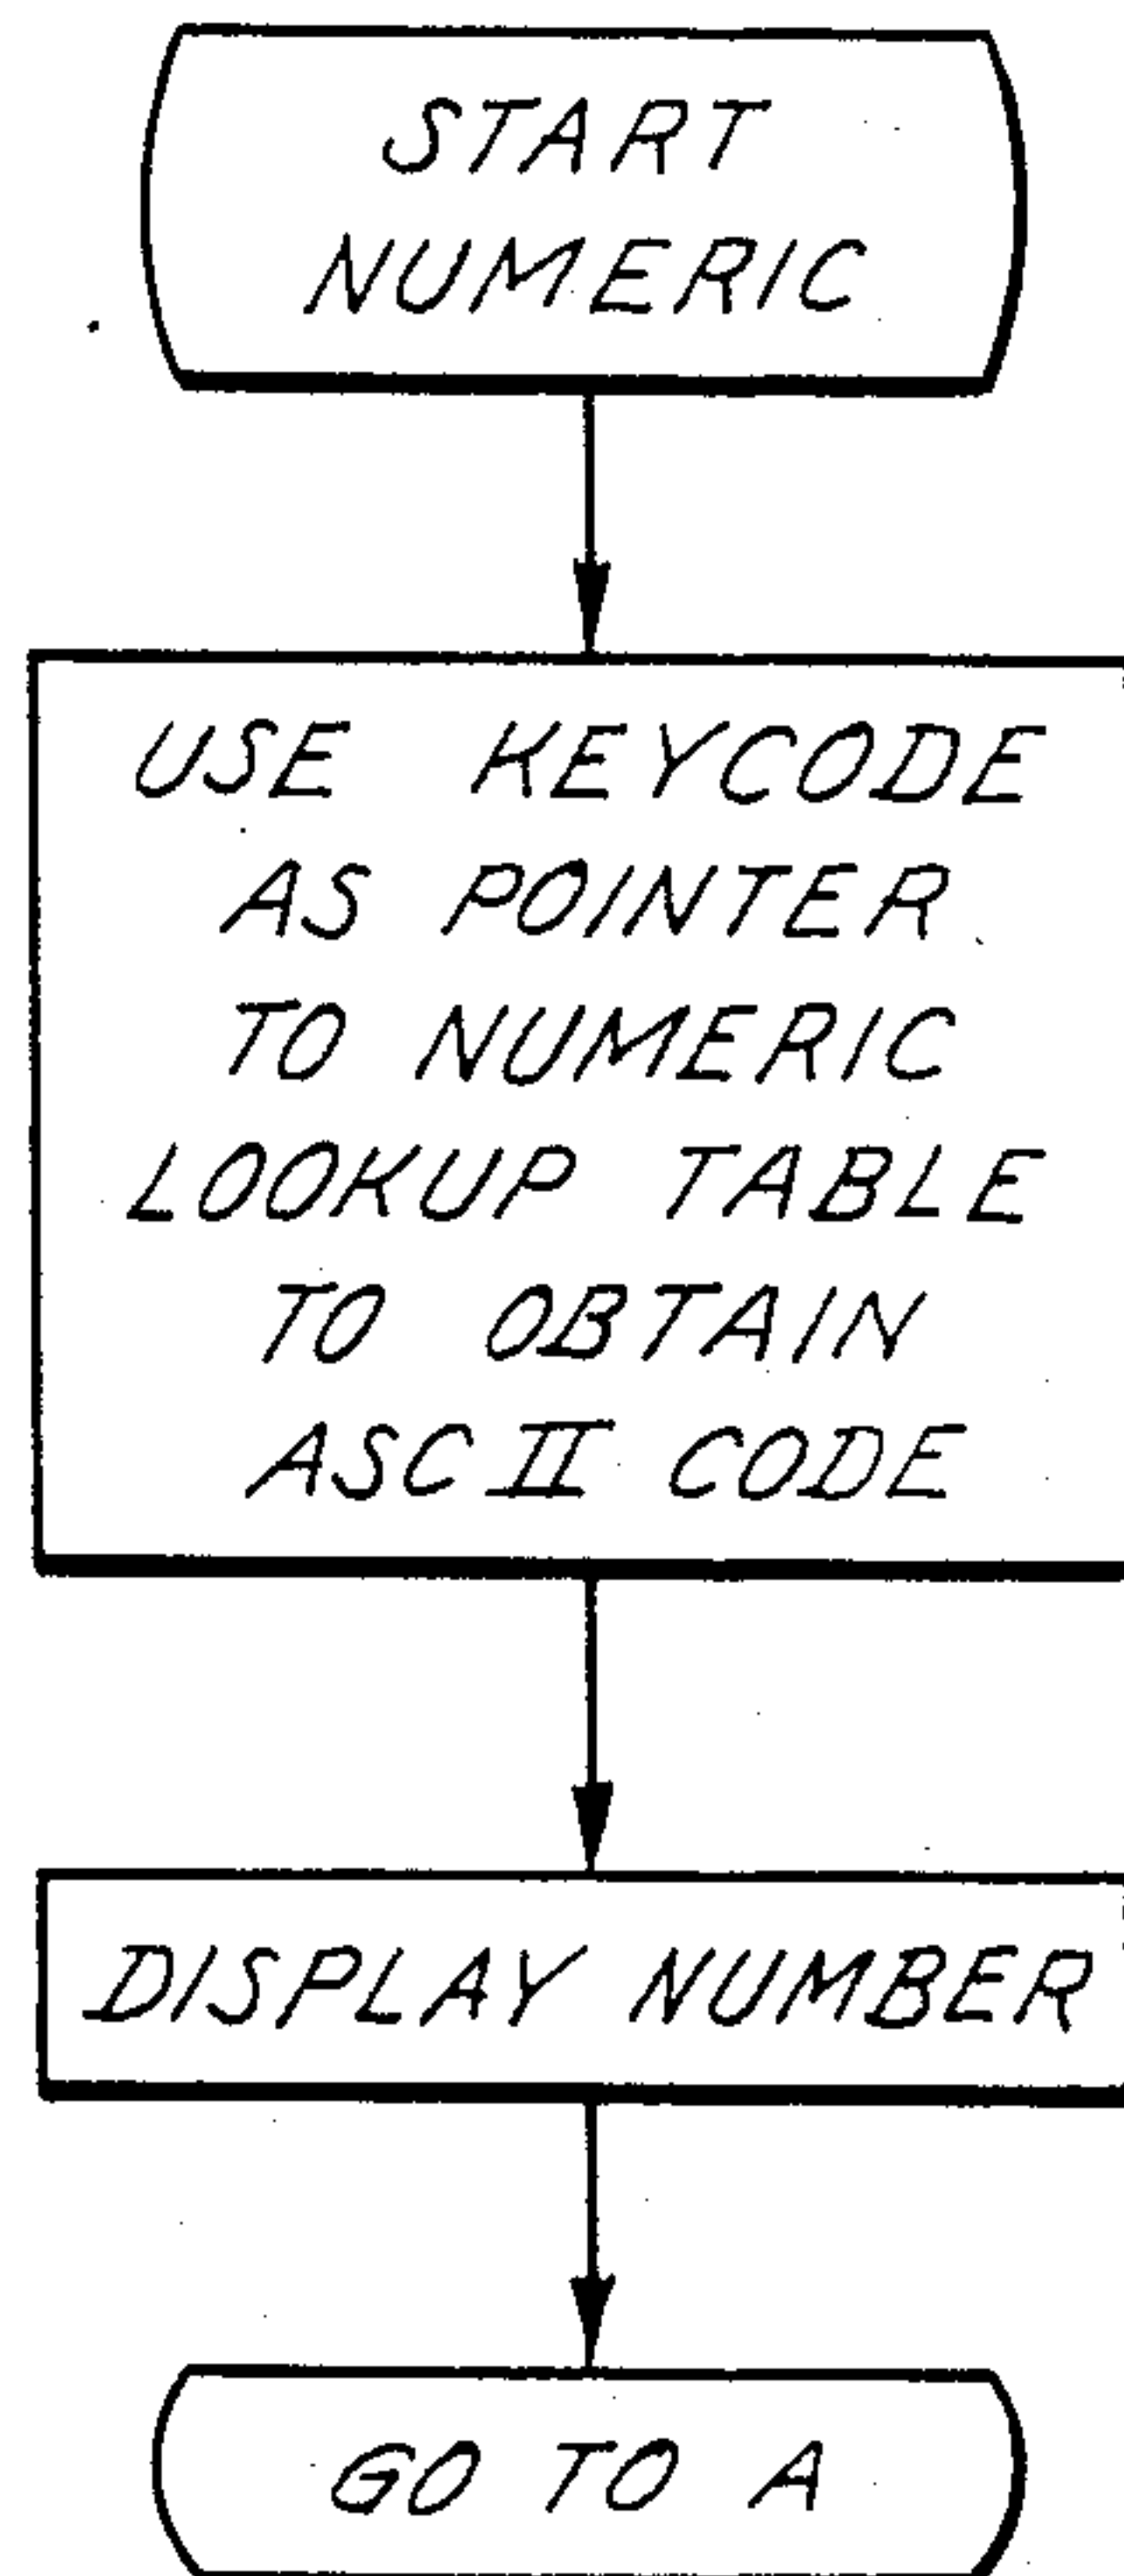 START
NUMERIC
USE KEYCODE
AS POINTER
TO NUMERIC
LOOKUP TABLE
TO OBTAIN
ASCII CODE
DISPLAY NUMBER
GO TO A